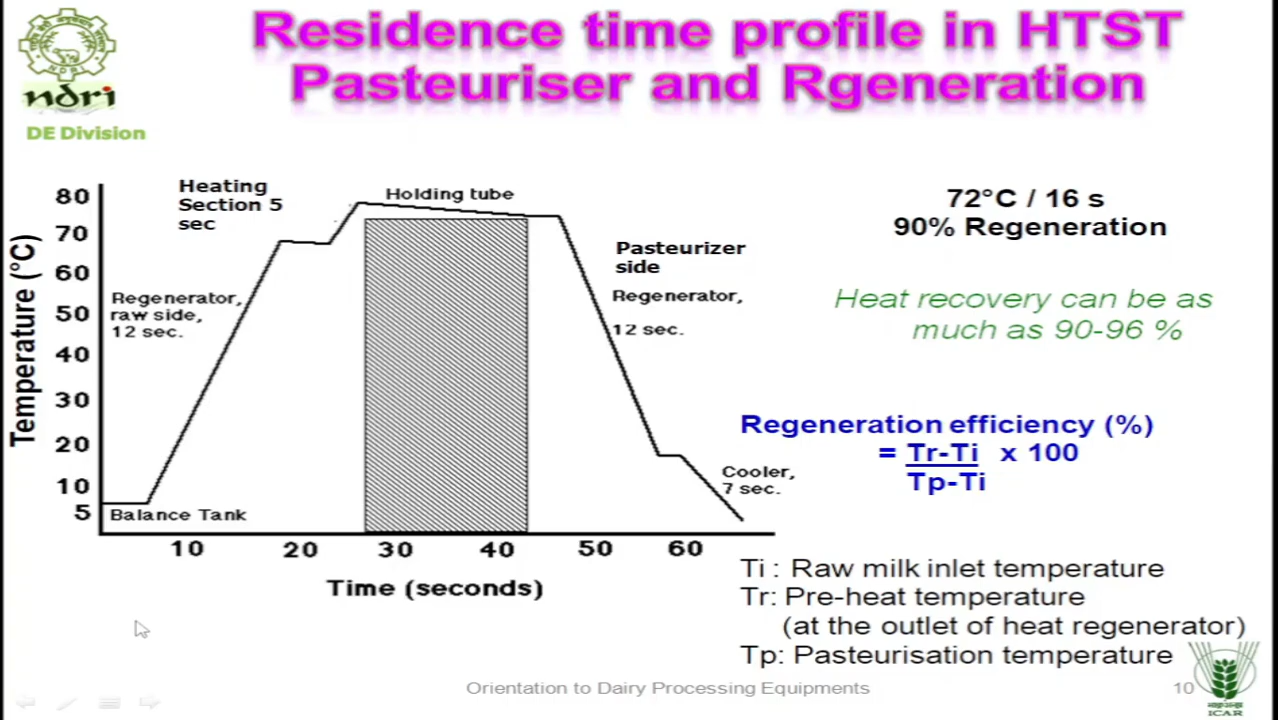 Residence time profile in HTST
Pasteuriser and Rgeneration
ndri
DE Division
Temperature (°C)
80
70
60
50
40
30
20
10
5
Heating
Section 5
sec
Holding tube
Regenerator,
raw side,
12 sec.
Pasteurizer
side
Regenerator,
12 sec.
Cooler,
7 sec.
Balance Tank
10 20 30 40 50 60
Time (seconds)
72°C / 16 s
90% Regeneration
Heat recovery can be as
much as 90-96 %
Regeneration efficiency (%)
= Tr-Ti x 100
Tp-Ti
Ti : Raw milk inlet temperature
Tr: Pre-heat temperature
(at the outlet of heat regenerator)
Tp: Pasteurisation temperature
Orientation to Dairy Processing Equipments
10
ICAR